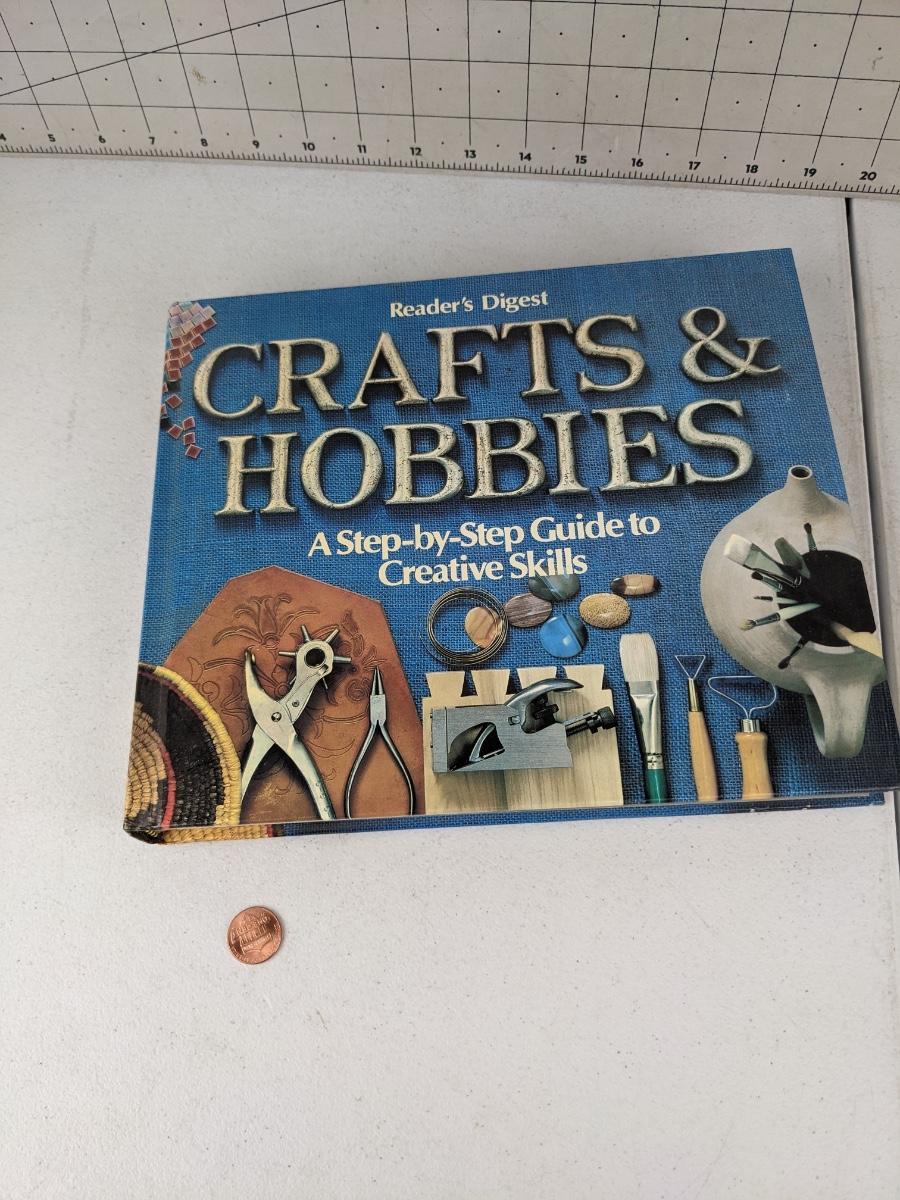 4 5 6 7 8 9 10 11 12 13 14 15 16 17 18 19 20
Reader's Digest
CRAFTS &
HOBBIES
A Step-by-Step Guide to
Creative Skills